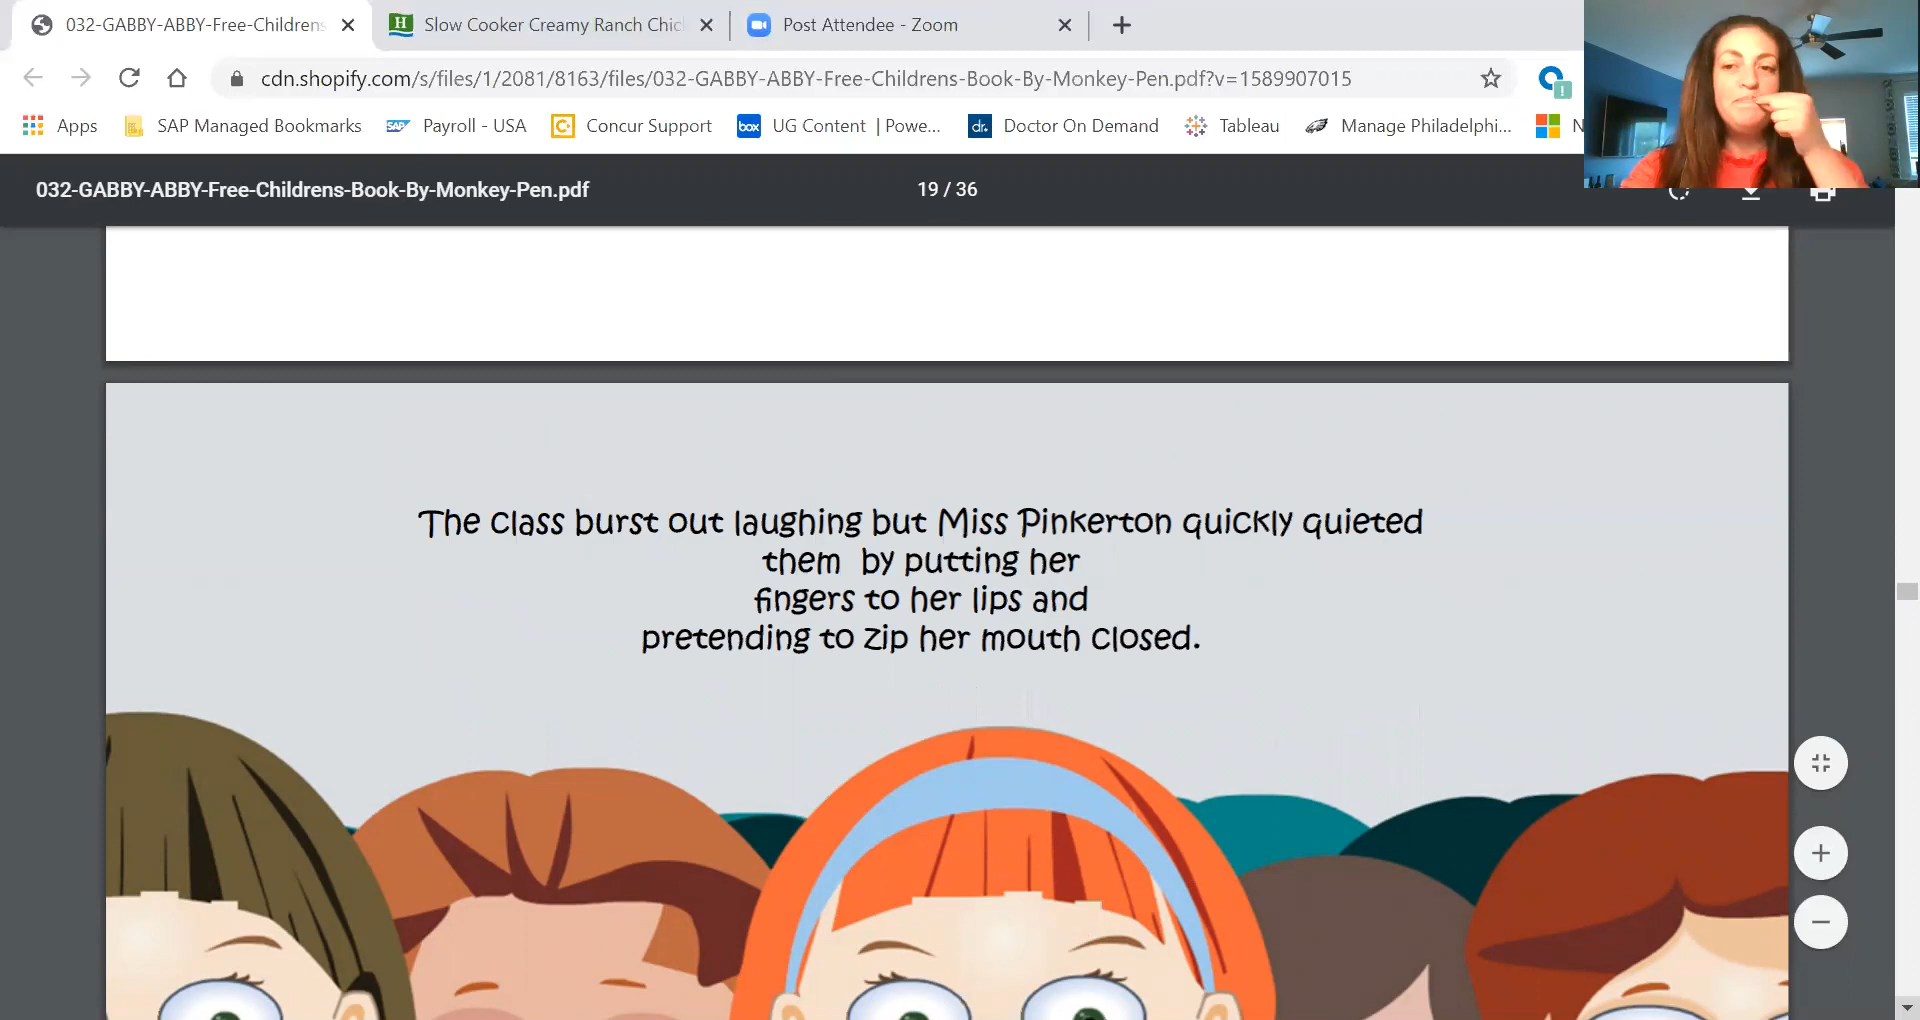 032-GABBY-ABBY-Free-Childrens
Slow Cooker Creamy Ranch Chic
Post Attendee - Zoom
cdn.shopify.com/s/files/1/2081/8163/files/032-GABBY-ABBY-Free-Childrens-Book-By-Monkey-Pen.pdf?v=1589907015
Apps SAP Managed Bookmarks Payroll - USA Concur Support box UG Content | Powe... dr. Doctor On Demand Tableau Manage Philadelphi... N
032-GABBY-ABBY-Free-Childrens-Book-By-Monkey-Pen.pdf 19 / 36
The class burst out laughing but Miss Pinkerton quickly quieted
them by putting her
fingers to her lips and
pretending to zip her mouth closed.